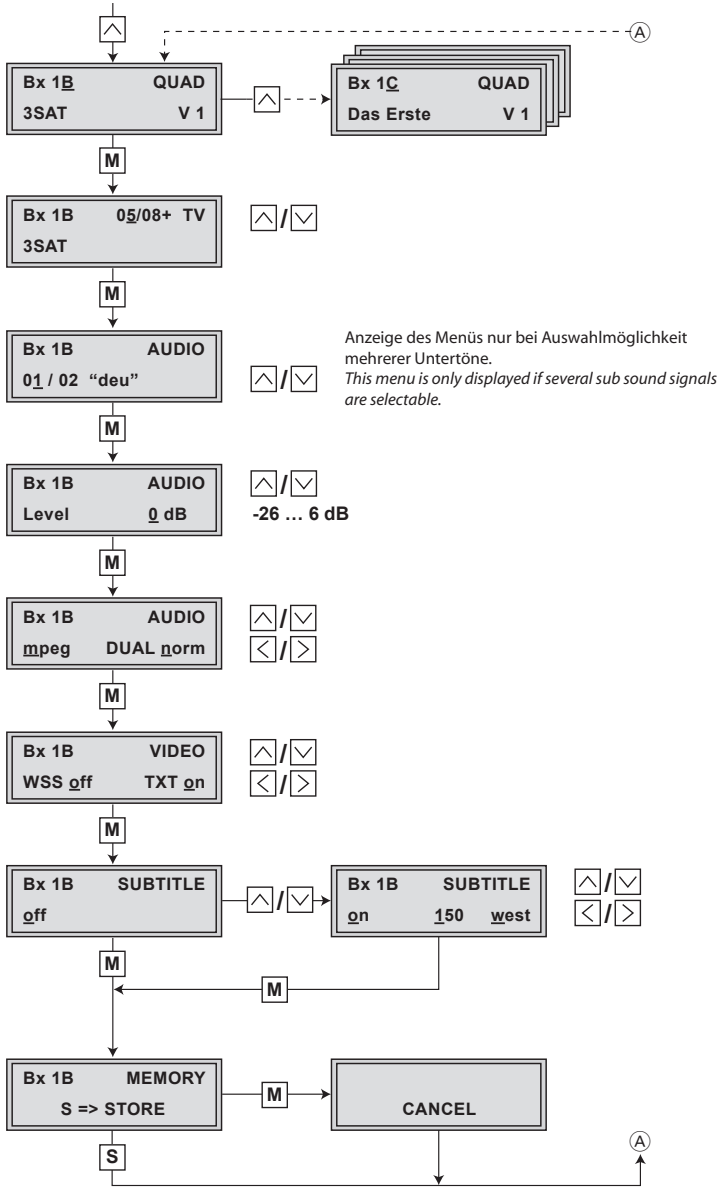 A
Bx 1B QUAD
3SAT V 1
Bx 1C QUAD
Das Erste V 1
M
Bx 1B 05/08+ TV
3SAT
/
M
Anzeige des Menüs nur bei Auswahlmöglichkeit
mehrerer Untertöne.
This menu is only displayed if several sub sound signals
are selectable.
Bx 1B AUDIO
01 / 02 “deu”
/
M
Bx 1B AUDIO
Level 0 dB
/
-26 … 6 dB
M
Bx 1B AUDIO
mpeg DUAL norm
/
</>
M
Bx 1B VIDEO
WSS off TXT on
/
</>
M
Bx 1B SUBTITLE
off
/
Bx 1B SUBTITLE
on 150 west
/
</>
M
M
Bx 1B MEMORY
S => STORE
M
CANCEL
A
S